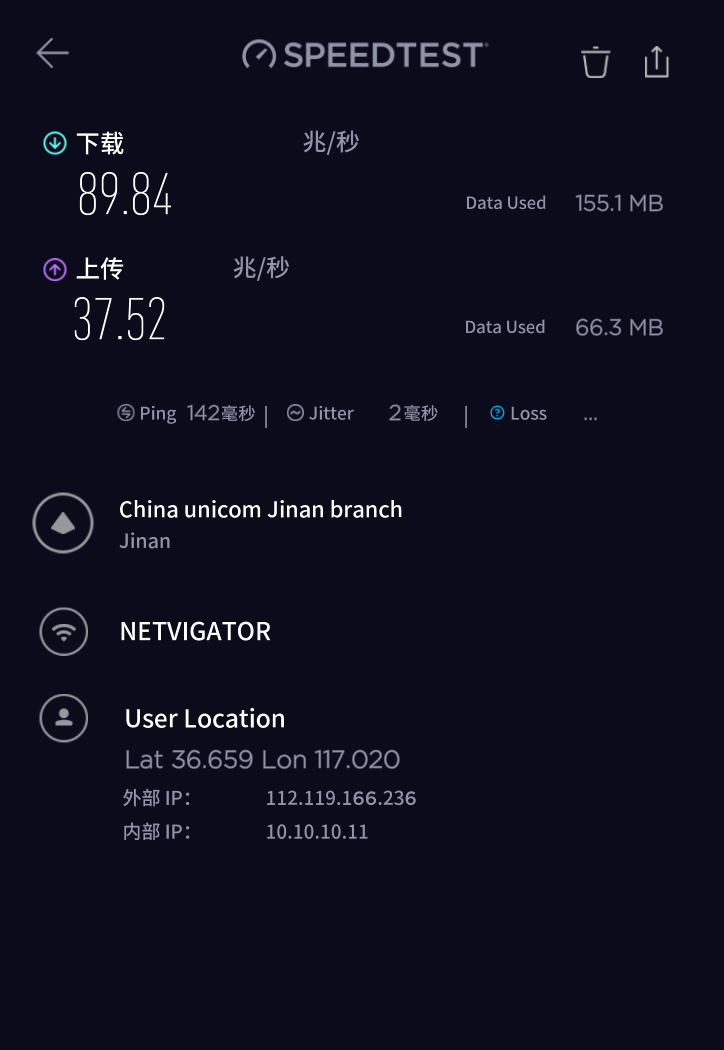 SPEEDTEST
下载 兆/秒
89.84
Data Used 155.1 MB
上传 兆/秒
37.52
Data Used 66.3 MB
Ping 142毫秒 | Jitter 2毫秒 | Loss ...
China unicom Jinan branch
Jinan
NETVIGATOR
User Location
Lat 36.659 Lon 117.020
外部 IP： 112.119.166.236
内部 IP： 10.10.10.11